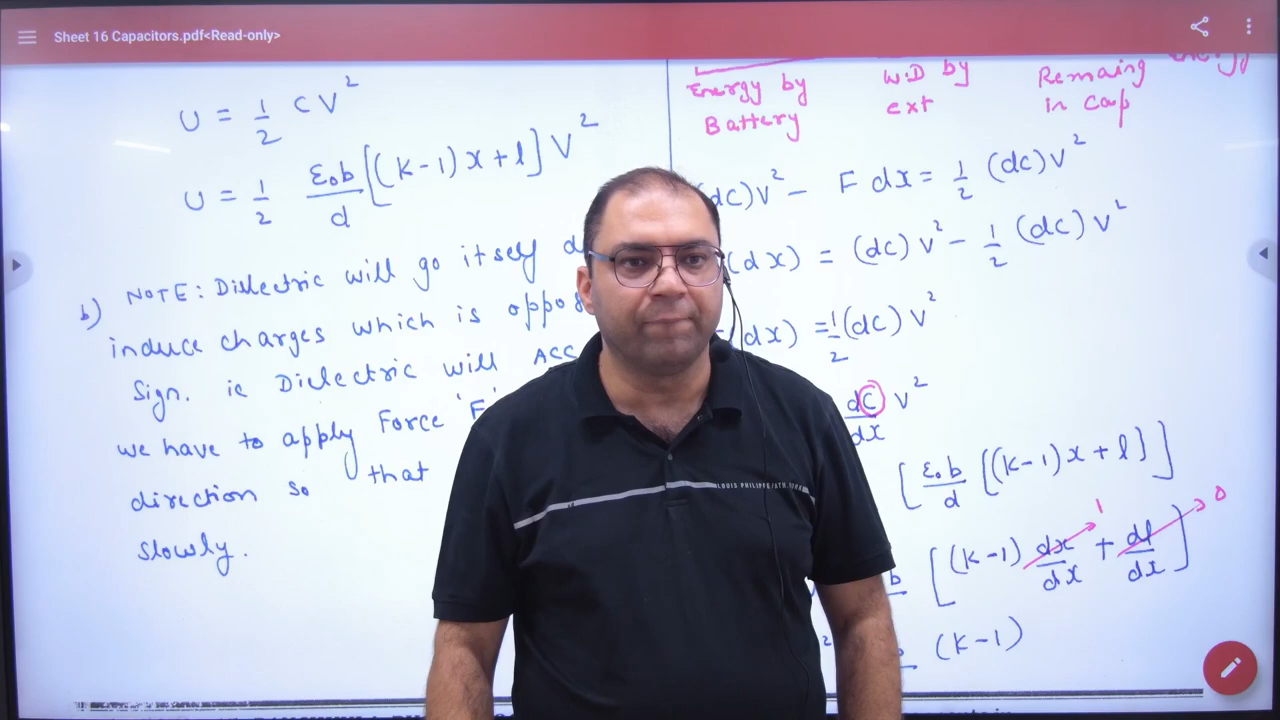 Sheet 16 Capacitors.pdf<Read-only>
U = 1/2 CV²
U = 1/2 ε₀b/d [(k-1)x+l] V²
b) NOTE: Dielectric will go itself
induce charges which is
Sign. ie Dielectric will Acc
we have to apply Force 'F'
direction so that
slowly.
Energy by Battery
W.D by ext
Remaing in Cap
Energy
(dc)V² - F dx = 1/2 (dc)V²
(dx) = (dc)V² - 1/2 (dc)V²
(dx) = 1/2 (dc)V²
dC/dx V²
[ε₀b/d [(k-1)x+l]]
b [(k-1) dx/dx 1 + dl/dx 0]
² b (k-1)
LOUIS PHILIPPE